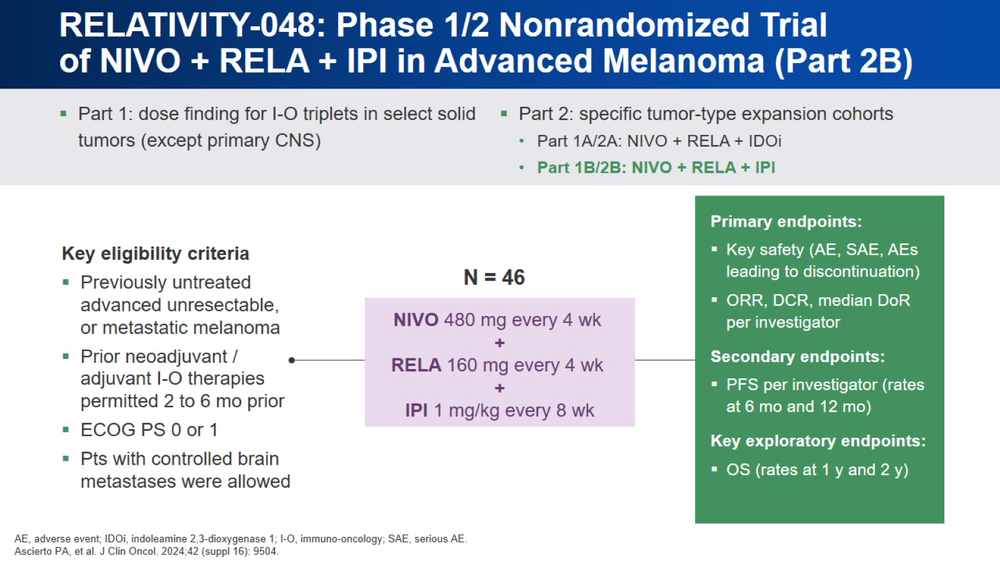 RELATIVITY-048: Phase 1/2 Nonrandomized Trial
of NIVO + RELA + IPI in Advanced Melanoma (Part 2B)
▪ Part 1: dose finding for I-O triplets in select solid
tumors (except primary CNS)
▪ Part 2: specific tumor-type expansion cohorts
• Part 1A/2A: NIVO + RELA + IDOi
• Part 1B/2B: NIVO + RELA + IPI
Key eligibility criteria
▪ Previously untreated
advanced unresectable,
or metastatic melanoma
▪ Prior neoadjuvant /
adjuvant I-O therapies
permitted 2 to 6 mo prior
▪ ECOG PS 0 or 1
▪ Pts with controlled brain
metastases were allowed
N = 46
NIVO 480 mg every 4 wk
+
RELA 160 mg every 4 wk
+
IPI 1 mg/kg every 8 wk
Primary endpoints:
▪ Key safety (AE, SAE, AEs
leading to discontinuation)
▪ ORR, DCR, median DoR
per investigator
Secondary endpoints:
▪ PFS per investigator (rates
at 6 mo and 12 mo)
Key exploratory endpoints:
▪ OS (rates at 1 y and 2 y)
AE, adverse event; IDOi, indoleamine 2,3-dioxygenase 1; I-O, immuno-oncology; SAE, serious AE.
Ascierto PA, et al. J Clin Oncol. 2024;42 (suppl 16): 9504.